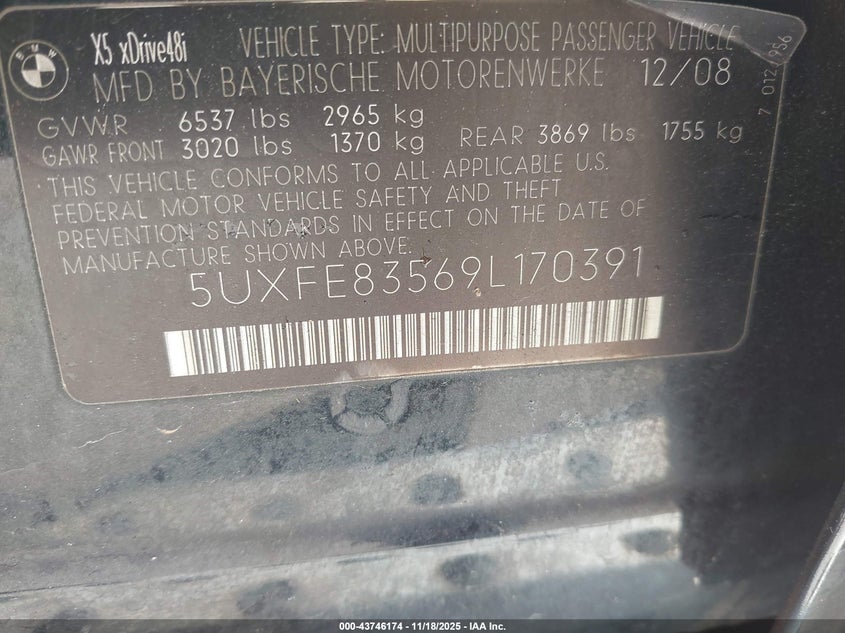 BMW
X5 xDrive48i
VEHICLE TYPE: MULTIPURPOSE PASSENGER VEHICLE
MFD BY BAYERISCHE MOTORENWERKE 12/08
GVWR 6537 lbs 2965 kg
GAWR FRONT 3020 lbs 1370 kg REAR 3869 lbs 1755 kg
THIS VEHICLE CONFORMS TO ALL APPLICABLE U.S.
FEDERAL MOTOR VEHICLE SAFETY AND THEFT
PREVENTION STANDARDS IN EFFECT ON THE DATE OF
MANUFACTURE SHOWN ABOVE.
5UXFE83569L170391
7 012
000-43746174 | 11/18/2025 | IAA Inc.